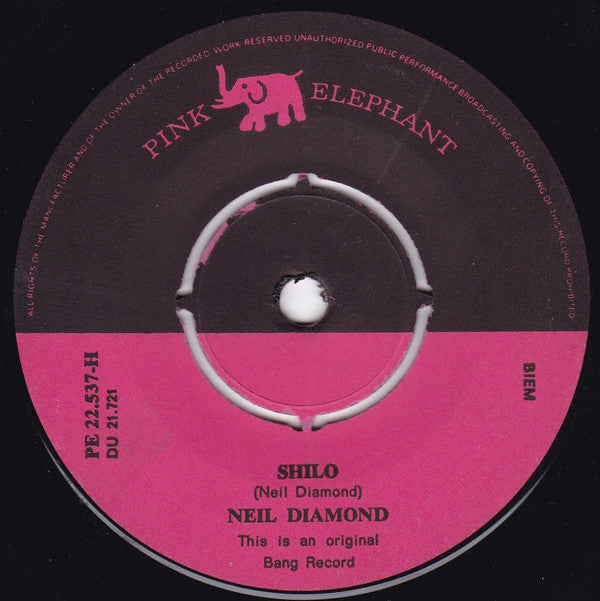 ALL RIGHTS OF THE MANUFACTURER AND OF THE OWNER OF THE RECORDED WORK RESERVED UNAUTHORIZED PUBLIC PERFORMANCE BROADCASTING AND COPYING OF THIS RECORD PROHIBITED
PINK ELEPHANT
PE 22.537-H
DU 21.721
BIEM
SHILO
(Neil Diamond)
NEIL DIAMOND
This is an original
Bang Record